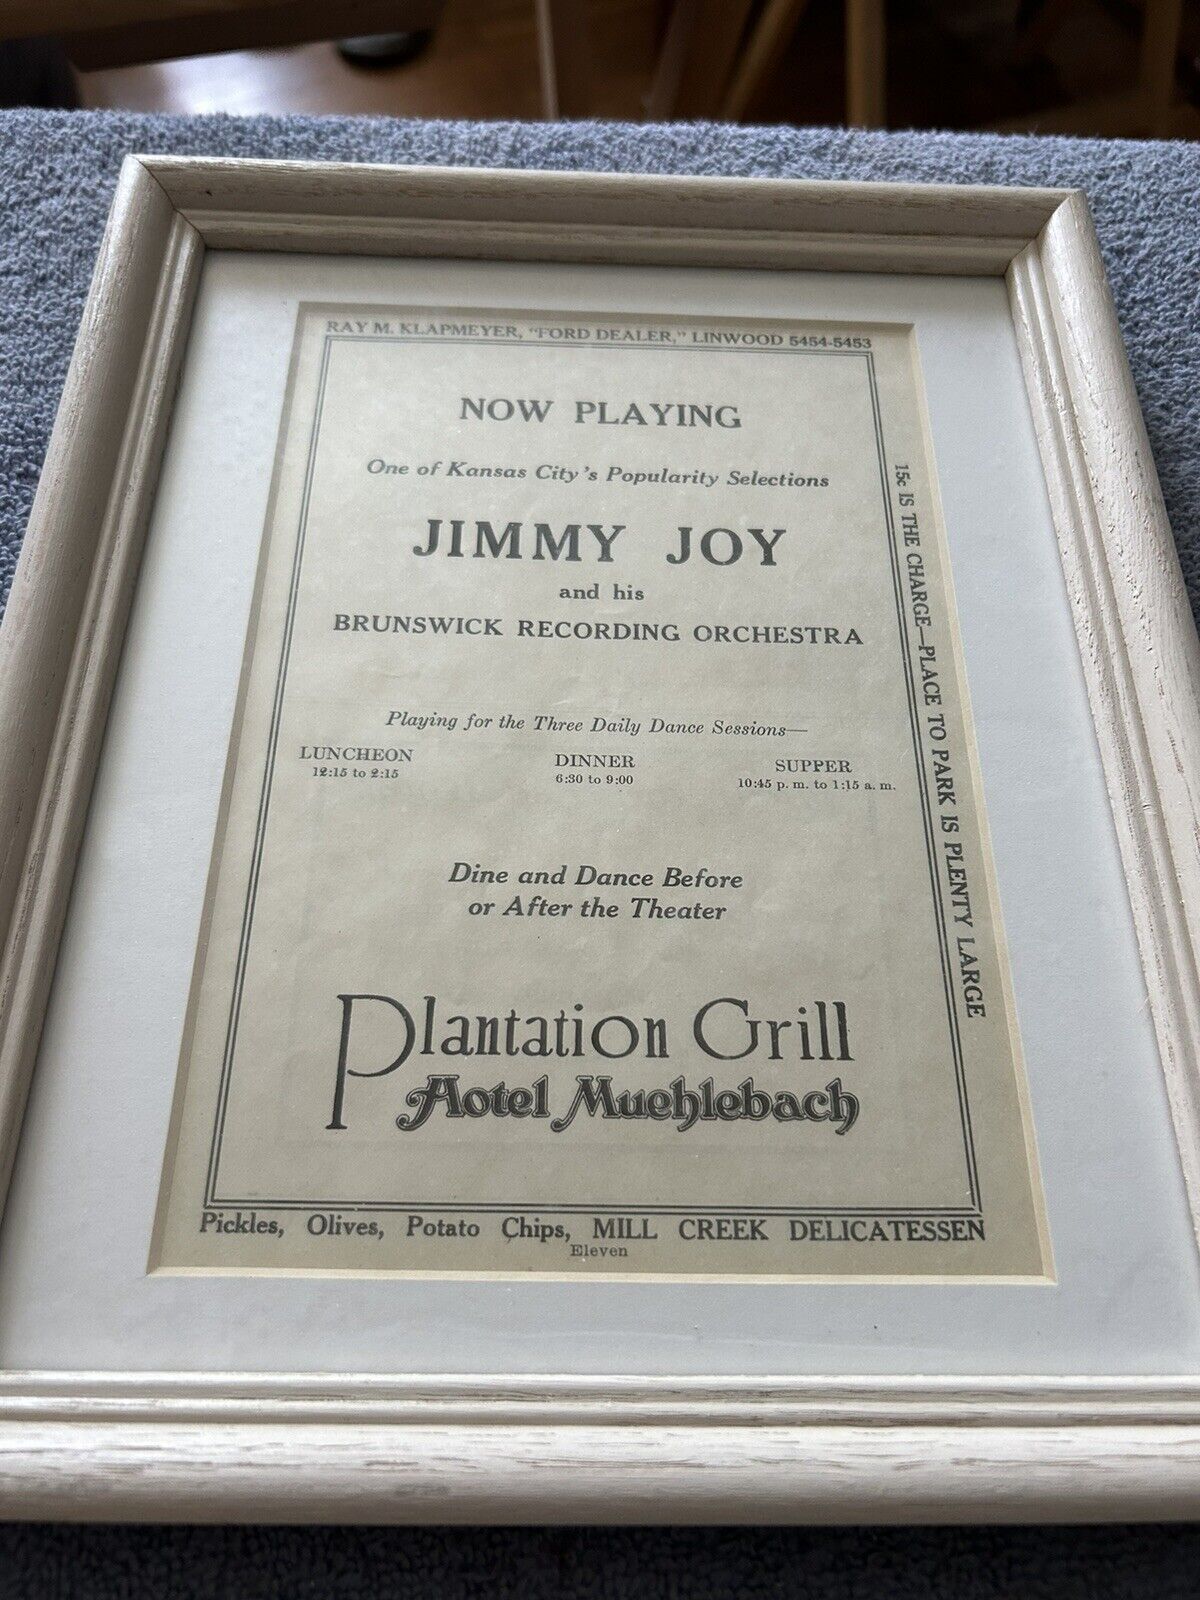 RAY M. KLAPMEYER, "FORD DEALER," LINWOOD 5454-5453
NOW PLAYING
One of Kansas City's Popularity Selections
JIMMY JOY
and his
BRUNSWICK RECORDING ORCHESTRA
Playing for the Three Daily Dance Sessions—
LUNCHEON
12:15 to 2:15
DINNER
6:30 to 9:00
SUPPER
10:45 p. m. to 1:15 a. m.
Dine and Dance Before
or After the Theater
Plantation Grill
Hotel Muehlebach
15c IS THE CHARGE—PLACE TO PARK IS PLENTY LARGE
Pickles, Olives, Potato Chips, MILL CREEK DELICATESSEN
Eleven